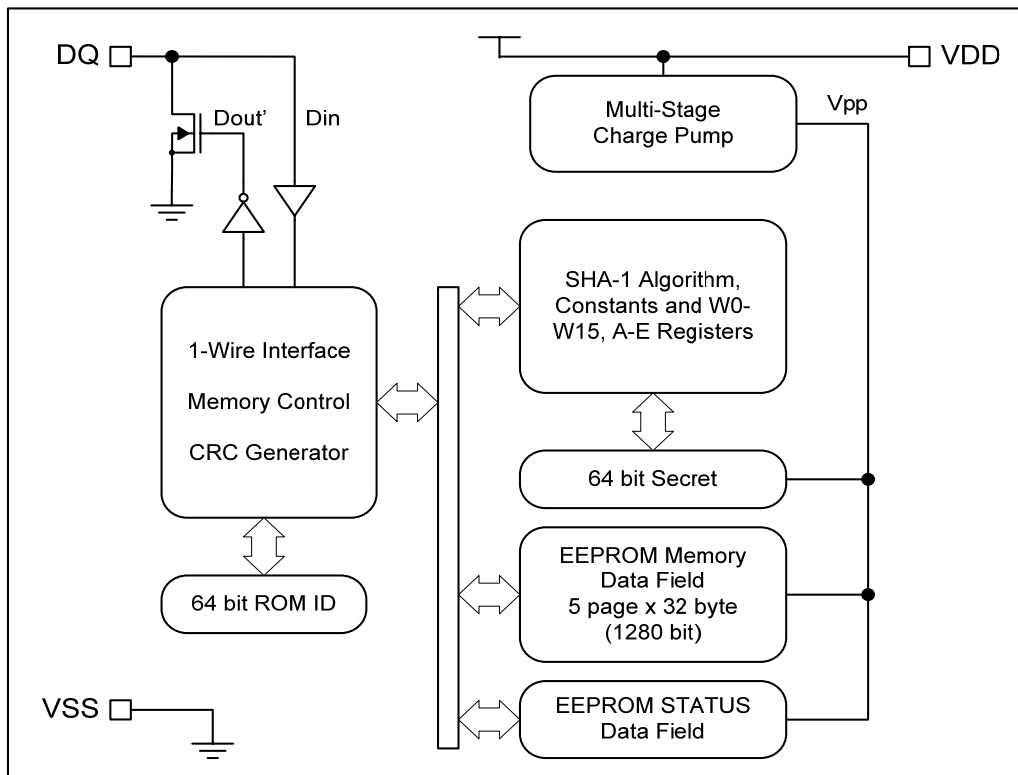 DQ
VDD
Dout’
Din
Multi-Stage
Charge Pump
Vpp
SHA-1 Algorithm,
Constants and W0-
W15, A-E Registers
1-Wire Interface
Memory Control
CRC Generator
64 bit Secret
EEPROM Memory
Data Field
5 page x 32 byte
(1280 bit)
64 bit ROM ID
EEPROM STATUS
Data Field
VSS